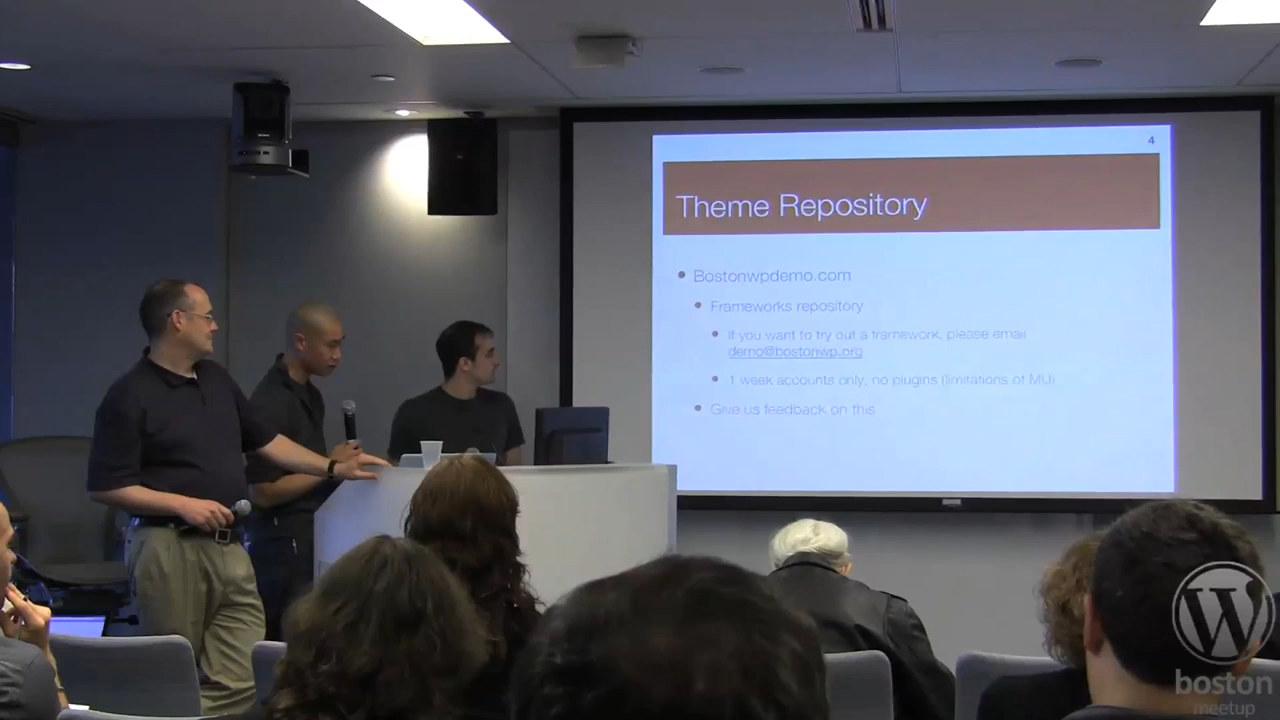 4
Theme Repository
Bostonwpdemo.com
Frameworks repository
If you want to try out a framework, please email
demo@bostonwp.org
1 week accounts only, no plugins (limitations of MU)
Give us feedback on this
W
boston
meetup